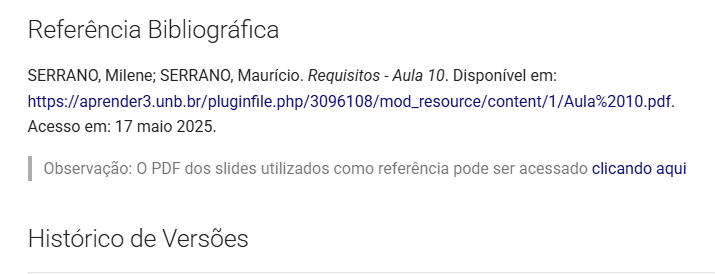 Referência Bibliográfica
SERRANO, Milene; SERRANO, Maurício. Requisitos - Aula 10. Disponível em:
https://aprender3.unb.br/pluginfile.php/3096108/mod_resource/content/1/Aula%2010.pdf.
Acesso em: 17 maio 2025.
Observação: O PDF dos slides utilizados como referência pode ser acessado clicando aqui
Histórico de Versões